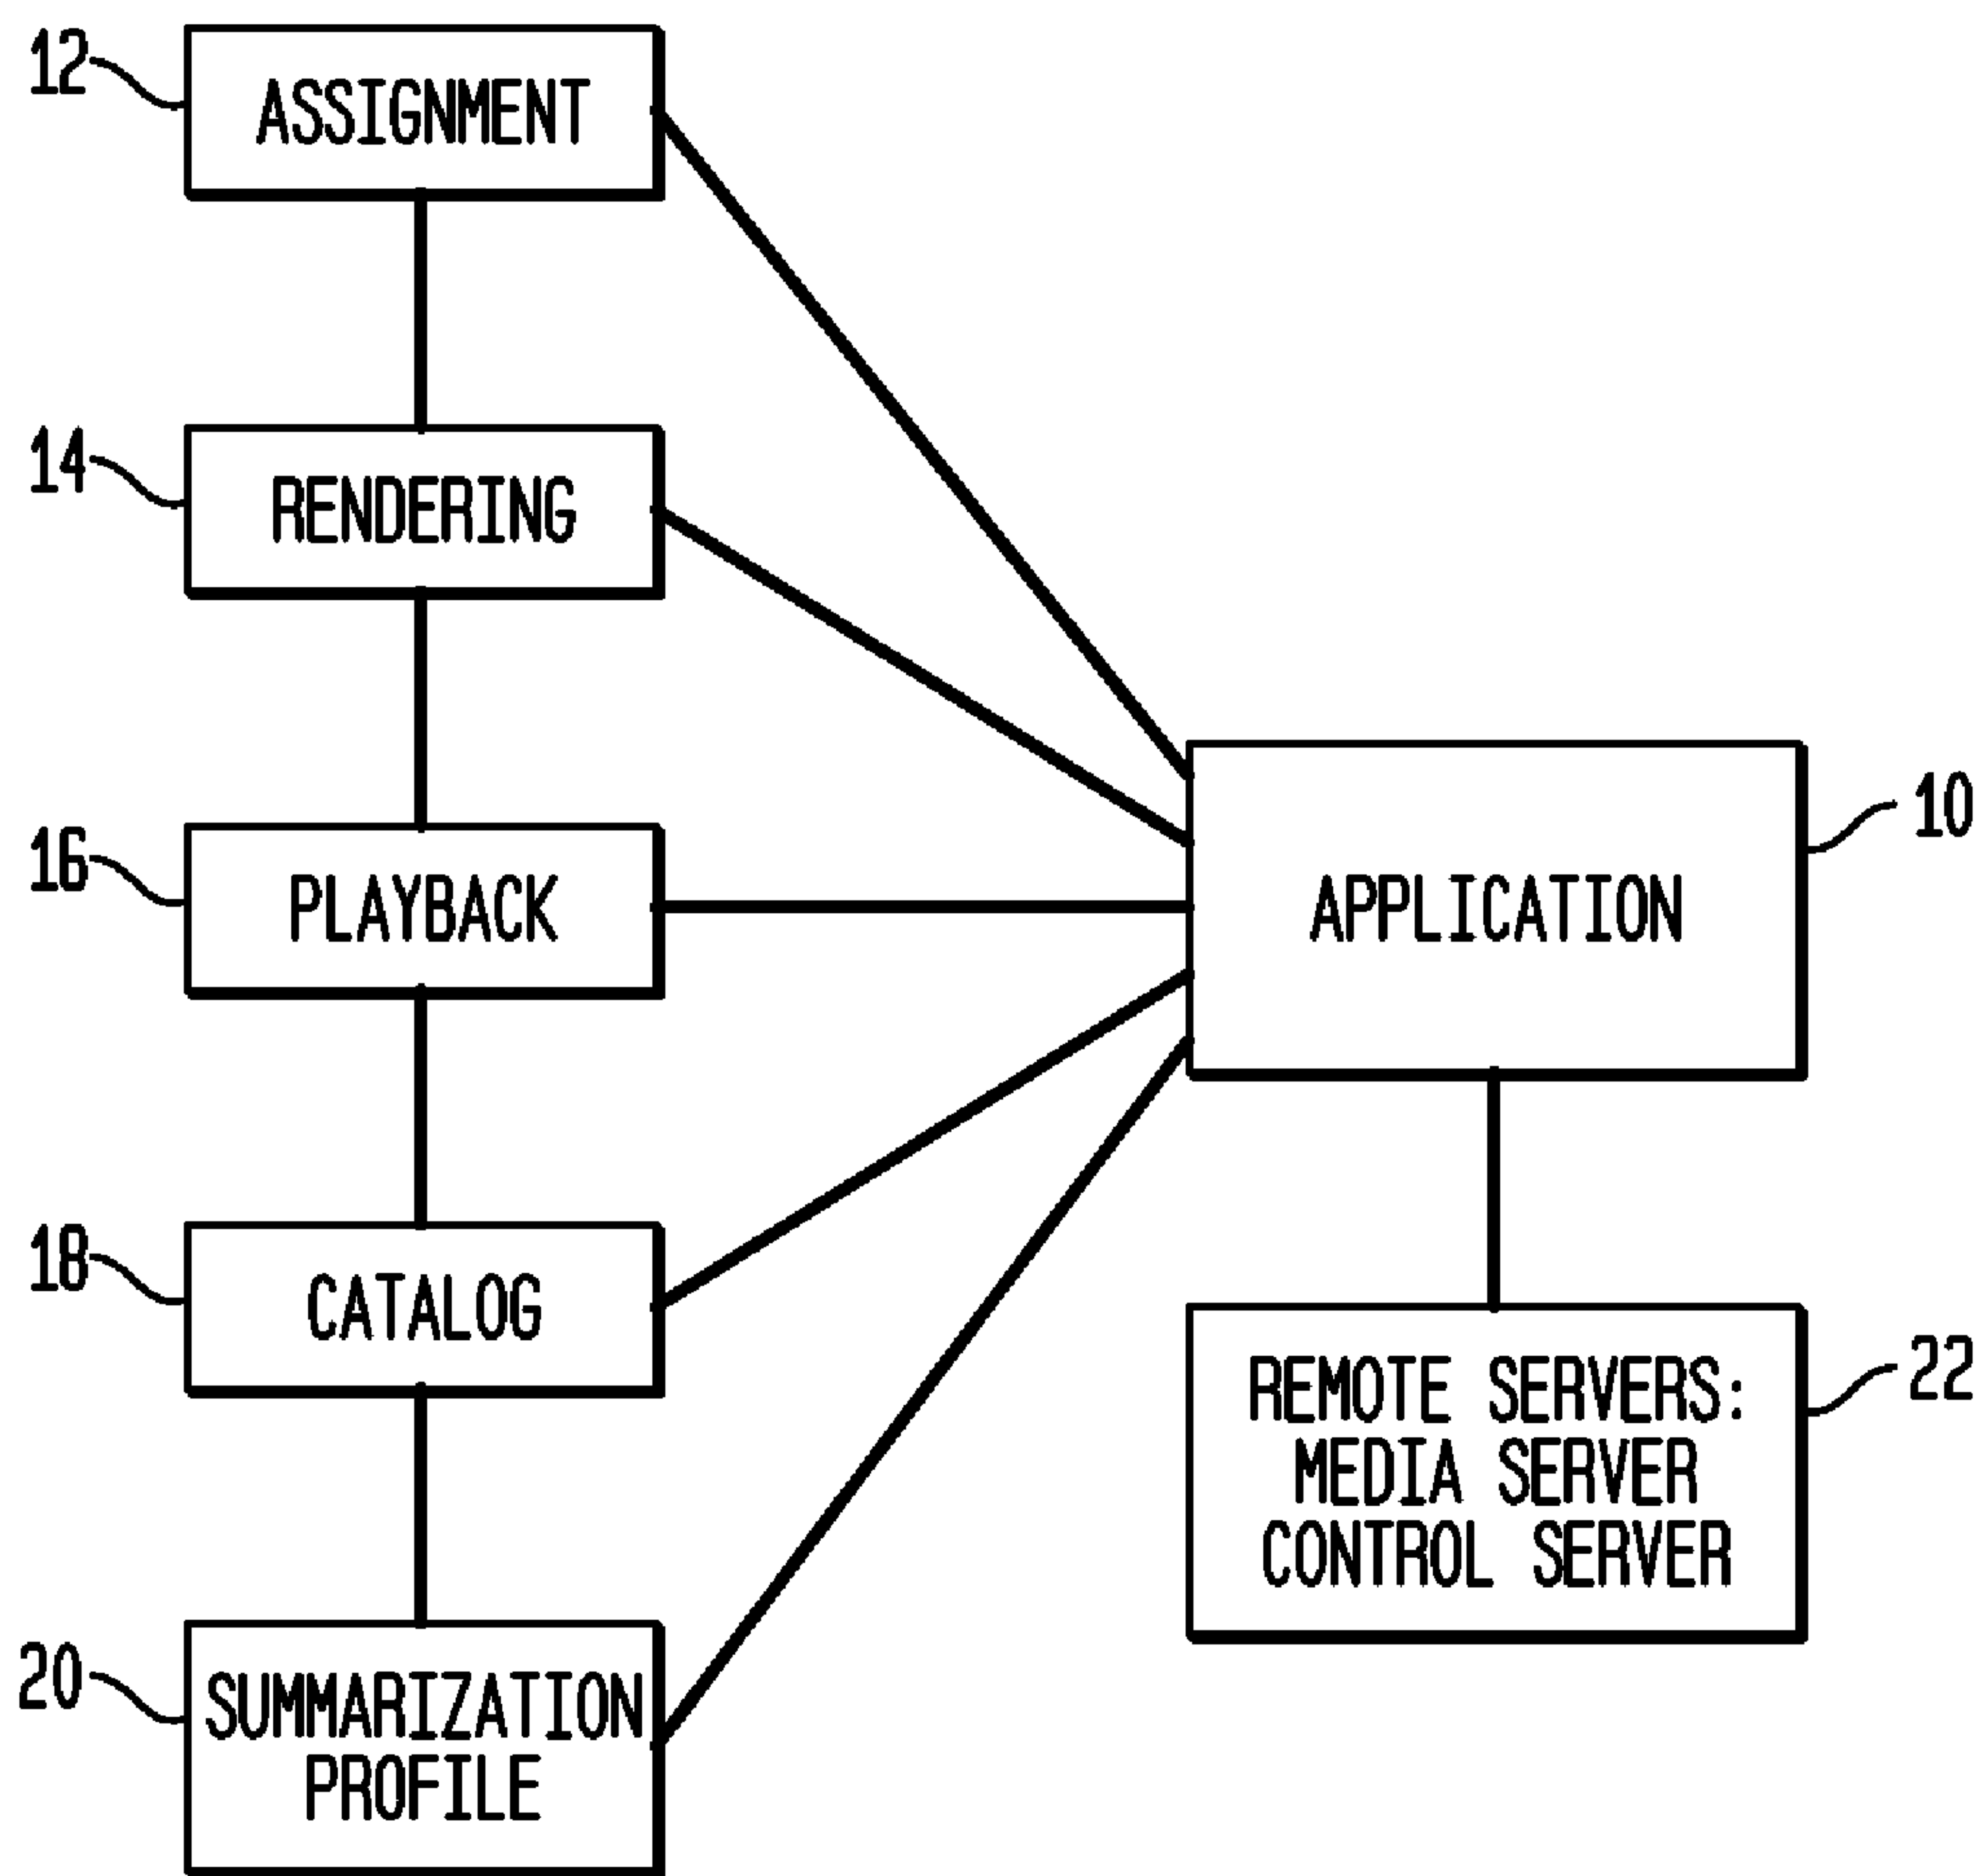 12
ASSIGNMENT
14
RENDERING
16
PLAYBACK
10
APPLICATION
18
CATALOG
22
REMOTE SERVERS:
MEDIA SERVER
CONTROL SERVER
20
SUMMARIZATION
PROFILE